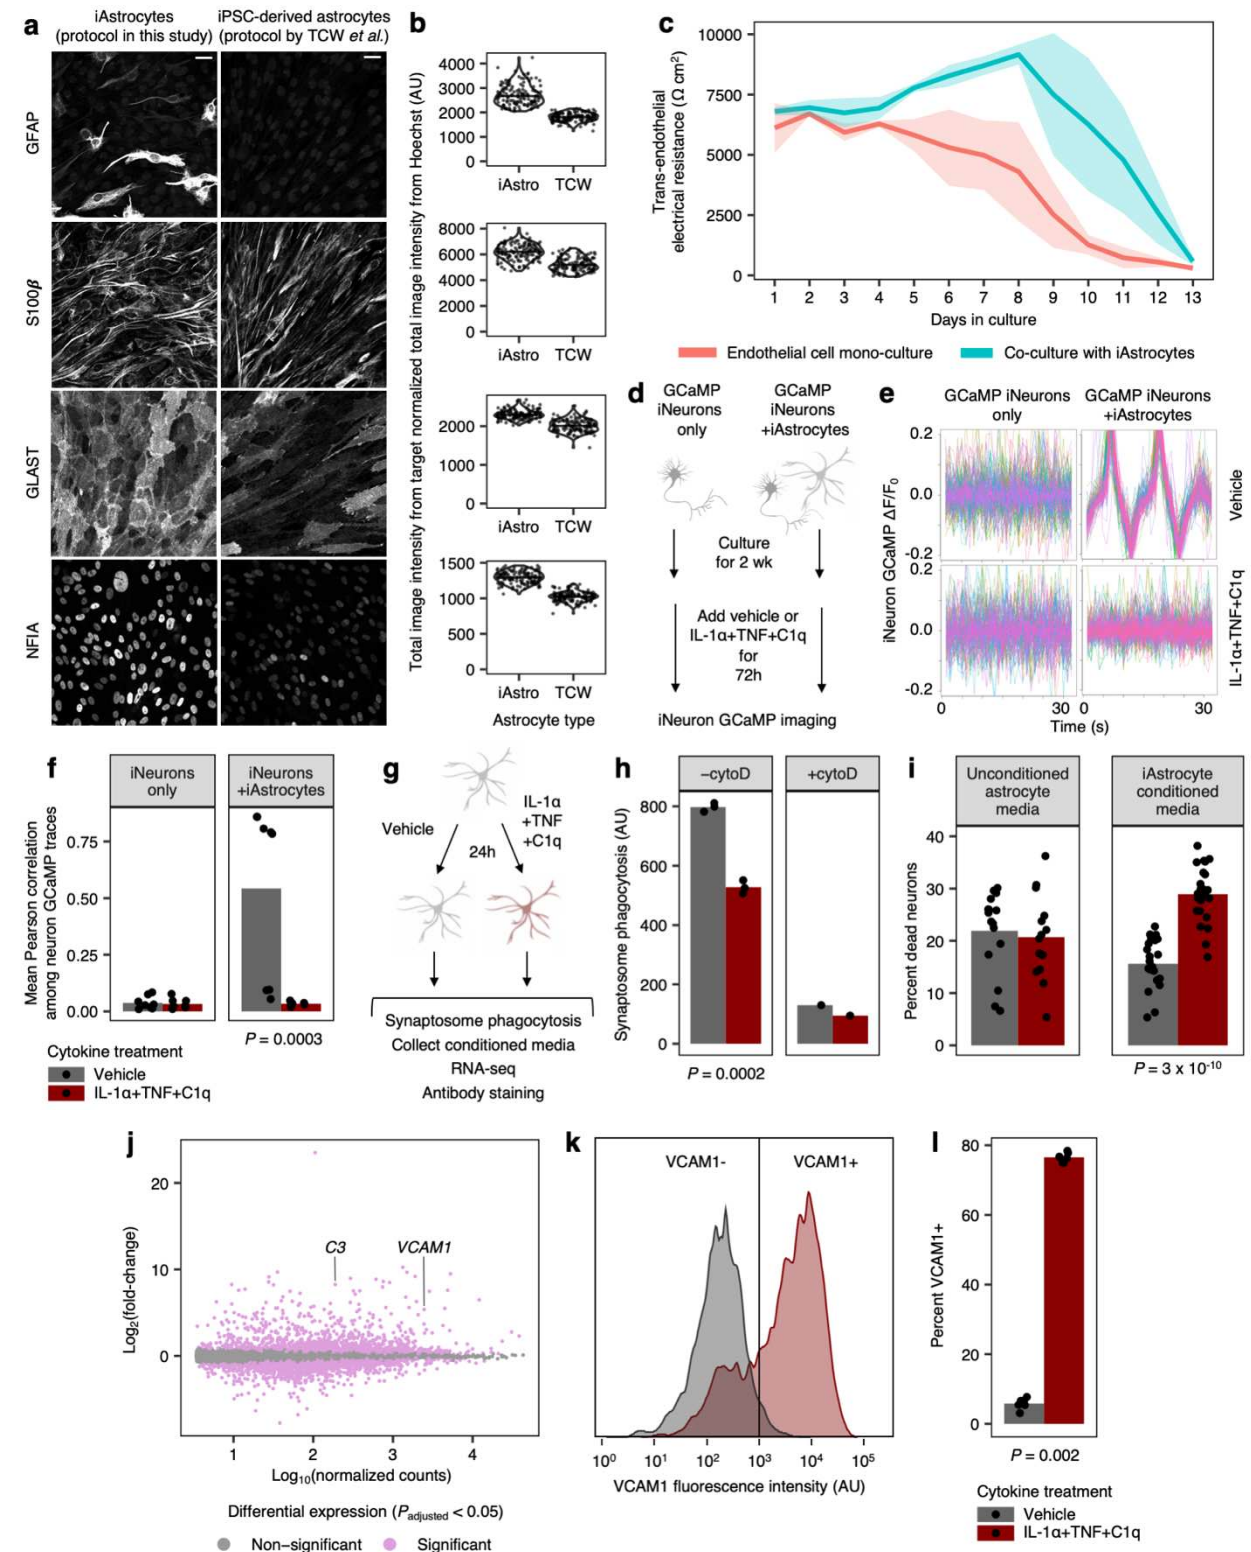 a
iAstrocytes
(protocol in this study)
iPSC-derived astrocytes
(protocol by TCW et al.)
GFAP
S100β
GLAST
NFIA
b
Total image intensity from target normalized total image intensity from Hoechst (AU)
4000
3000
2000
1000
0
iAstro TCW
8000
6000
4000
2000
0
iAstro TCW
2000
1000
0
iAstro TCW
1500
1000
500
0
iAstro TCW
Astrocyte type
c
Trans-endothelial
electrical resistance (Ω cm²)
10000
7500
5000
2500
0
1 2 3 4 5 6 7 8 9 10 11 12 13
Days in culture
Endothelial cell mono-culture
Co-culture with iAstrocytes
d
GCaMP
iNeurons
only
GCaMP
iNeurons
+iAstrocytes
Culture
for 2 wk
Add vehicle or
IL-1α+TNF+C1q
for
72h
iNeuron GCaMP imaging
e
GCaMP iNeurons
only
GCaMP iNeurons
+iAstrocytes
iNeuron GCaMP ΔF/F₀
0.2
0.0
-0.2
0.2
0.0
-0.2
Vehicle
IL-1α+TNF+C1q
0 30 0 30
Time (s)
f
iNeurons
only
iNeurons
+iAstrocytes
Mean Pearson correlation
among neuron GCaMP traces
0.75
0.50
0.25
0.00
P = 0.0003
Cytokine treatment
Vehicle
IL-1α+TNF+C1q
g
Vehicle
24h
IL-1α
+TNF
+C1q
Synaptosome phagocytosis
Collect conditioned media
RNA-seq
Antibody staining
h
−cytoD
+cytoD
Synaptosome phagocytosis (AU)
800
600
400
200
0
P = 0.0002
i
Unconditioned
astrocyte
media
iAstrocyte
conditioned
media
Percent dead neurons
40
30
20
10
0
P = 3 x 10⁻¹⁰
j
Log₂(fold-change)
20
10
0
C3
VCAM1
1 2 3 4
Log₁₀(normalized counts)
Differential expression (Padjusted < 0.05)
Non−significant
Significant
k
VCAM1-
VCAM1+
10⁰ 10¹ 10² 10³ 10⁴ 10⁵
VCAM1 fluorescence intensity (AU)
l
Percent VCAM1+
80
60
40
20
0
P = 0.002
Cytokine treatment
Vehicle
IL-1α+TNF+C1q